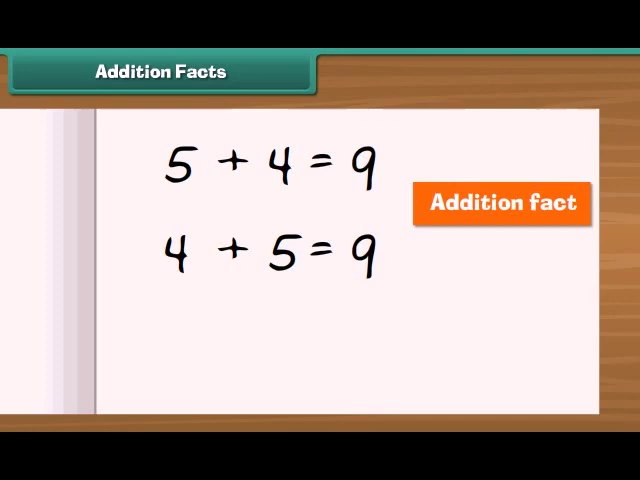 Addition Facts
5 + 4 = 9
Addition fact
4 + 5 = 9